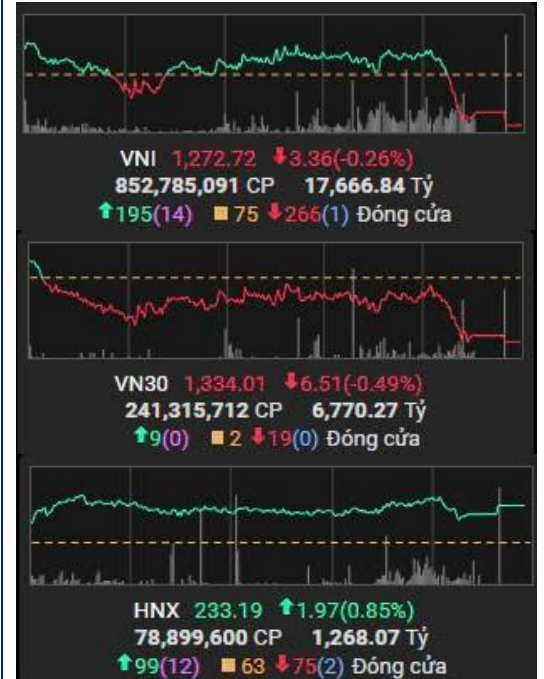 VNI 1,272.72 3.36(-0.26%)
852,785,091 CP 17,666.84 Tỷ
195(14) 75 266(1) Đóng cửa
VN30 1,334.01 6.51(-0.49%)
241,315,712 CP 6,770.27 Tỷ
9(0) 2 19(0) Đóng cửa
HNX 233.19 1.97(0.85%)
78,899,600 CP 1,268.07 Tỷ
99(12) 63 75(2) Đóng cửa